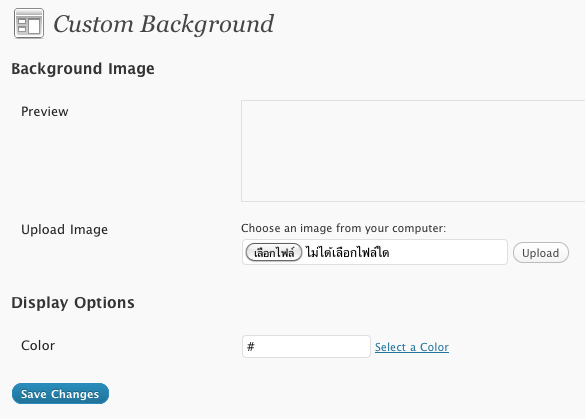 Custom Background
Background Image
Preview
Upload Image
Choose an image from your computer:
เลือกไฟล์ ไม่ได้เลือกไฟล์ใด Upload
Display Options
Color # Select a Color
Save Changes